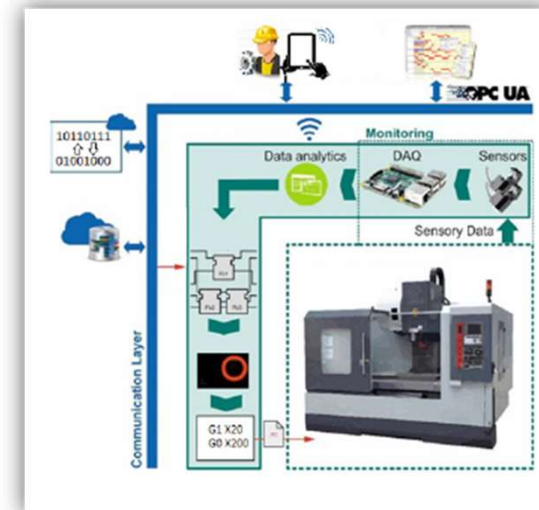 OPC UA
10110111
01001000
Monitoring
Data analytics
DAQ
Sensors
Sensory Data
Communication Layer
G1 X20
G0 X200